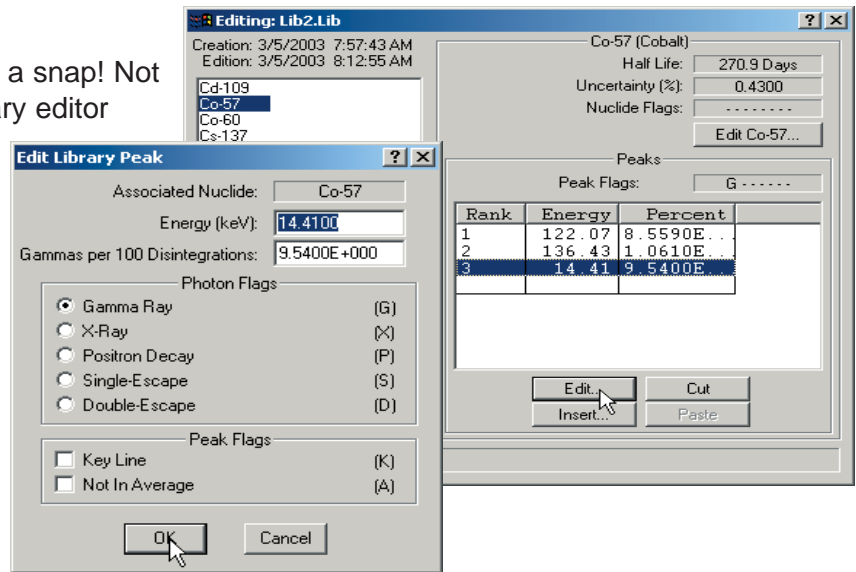 a snap! Not
ary editor
Editing: Lib2.Lib
Creation: 3/5/2003 7:57:43 AM
Edition: 3/5/2003 8:12:55 AM
Cd-109
Co-57
Co-60
Cs-137
Co-57 (Cobalt)
Half Life: 270.9 Days
Uncertainty (%): 0.4300
Nuclide Flags: --------
Edit Co-57...
Peaks
Peak Flags: G------
Rank Energy Percent
1 122.07 8.5590E...
2 136.43 1.0610E...
3 14.41 9.5400E...
Edit...
Cut
Insert...
Paste
Edit Library Peak
Associated Nuclide: Co-57
Energy (keV): 14.4100
Gammas per 100 Disintegrations: 9.5400E+000
Photon Flags
Gamma Ray (G)
X-Ray (X)
Positron Decay (P)
Single-Escape (S)
Double-Escape (D)
Peak Flags
Key Line (K)
Not In Average (A)
OK
Cancel